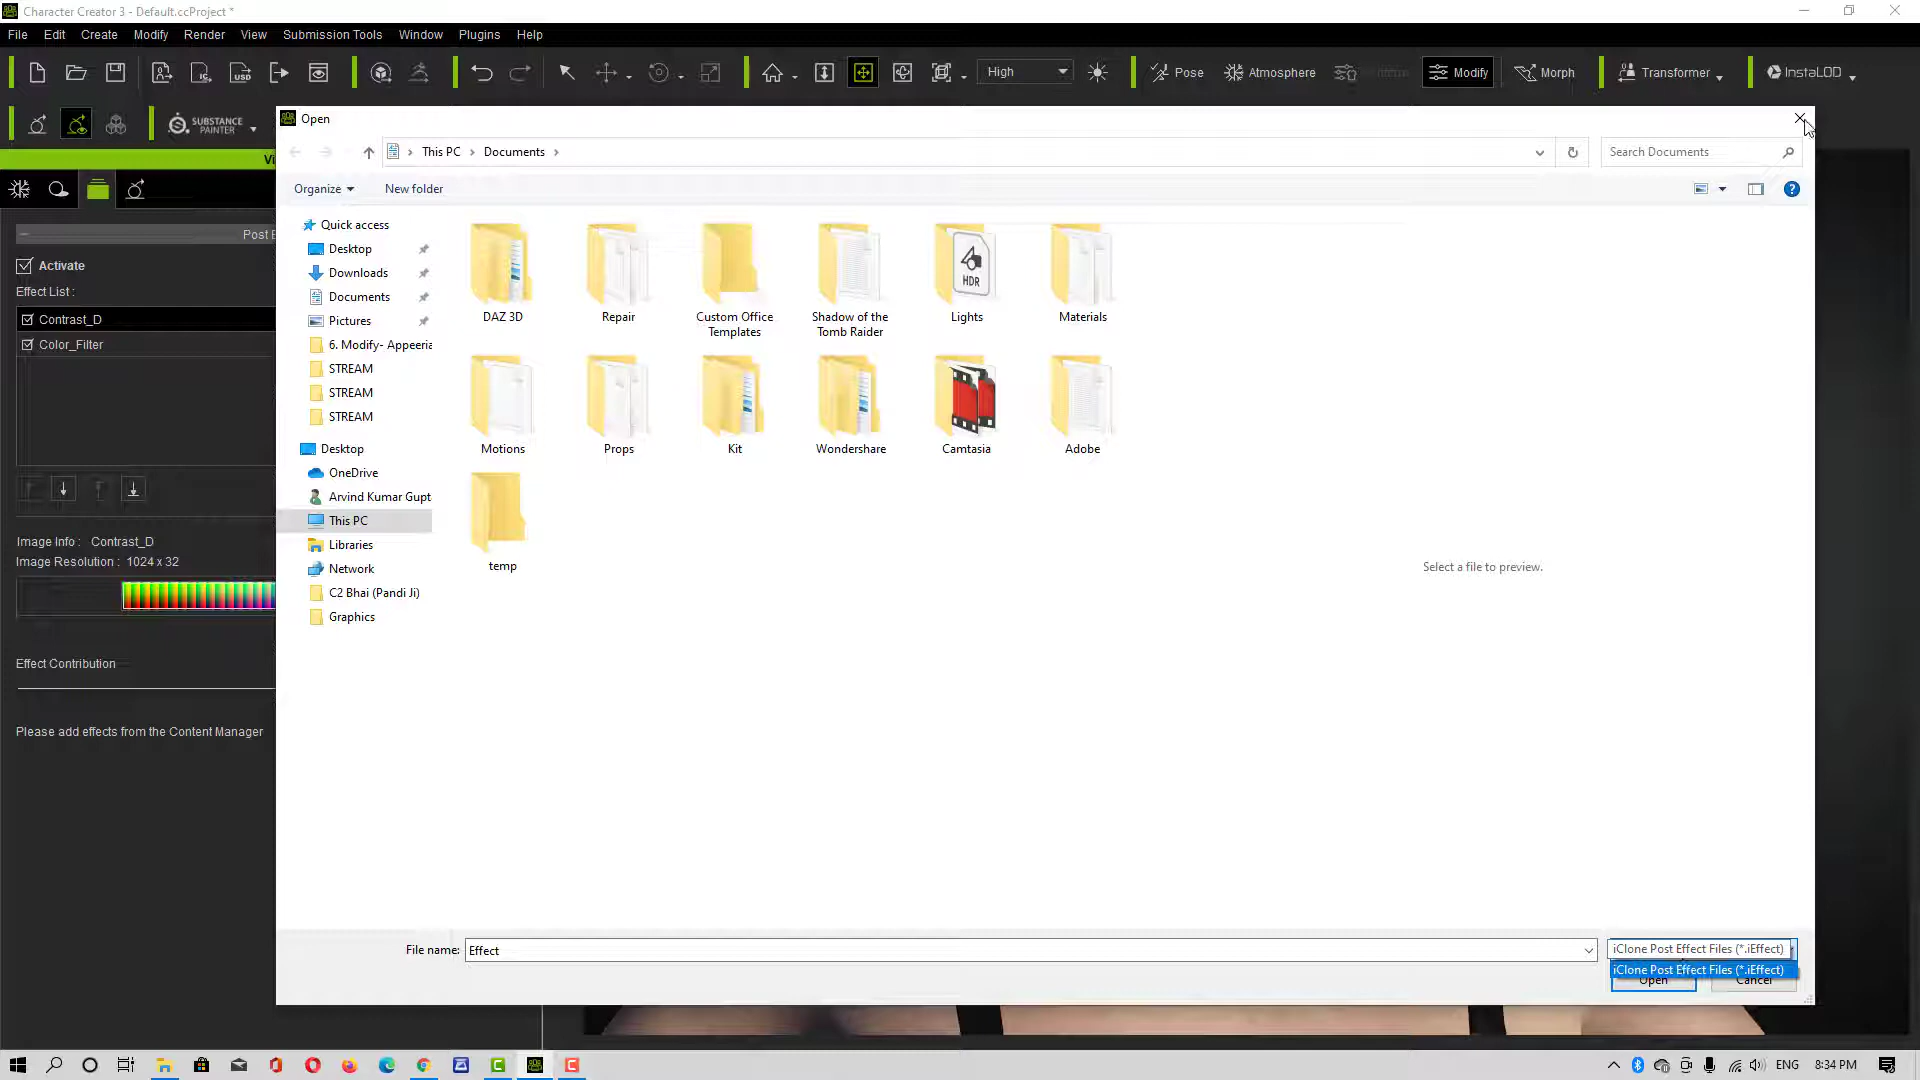 Character Creator 3 - Default.ccProject *
File Edit Create Modify Render View Submission Tools Window Plugins Help
High Pose Atmosphere Modify Morph Transformer InstaLOD
SUBSTANCE PAINTER
Open
This PC Documents
Search Documents
Organize New folder
Post E
Activate
Effect List :
Contrast_D
Color_Filter
Image Info : Contrast_D
Image Resolution : 1024 x 32
Effect Contribution
Please add effects from the Content Manager
Quick access
Desktop
Downloads
Documents
Pictures
6. Modify- Appeeria
STREAM
STREAM
STREAM
Desktop
OneDrive
Arvind Kumar Gupt
This PC
Libraries
Network
C2 Bhai (Pandi Ji)
Graphics
HDR
DAZ 3D Repair Custom Office Templates Shadow of the Tomb Raider Lights Materials
Motions Props Kit Wondershare Camtasia Adobe
temp
Select a file to preview.
File name: Effect
iClone Post Effect Files (*.iEffect)
iClone Post Effect Files (*.iEffect)
Open Cancel
ENG 8:34 PM